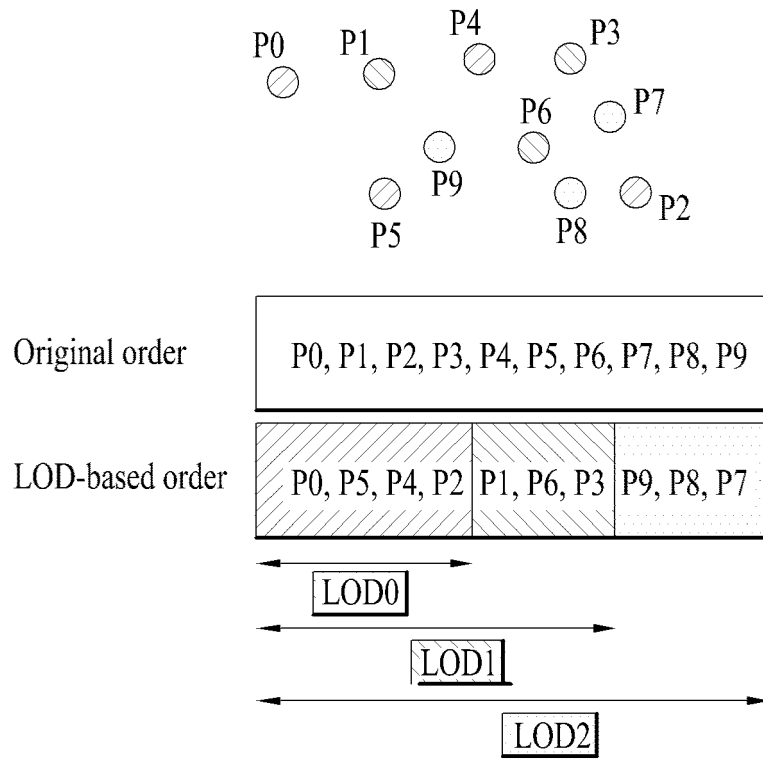 P0
P1
P4
P3
P7
P6
P9
P5
P8
P2
Original order
P0, P1, P2, P3, P4, P5, P6, P7, P8, P9
LOD-based order
P0, P5, P4, P2
P1, P6, P3
P9, P8, P7
LOD0
LOD1
LOD2